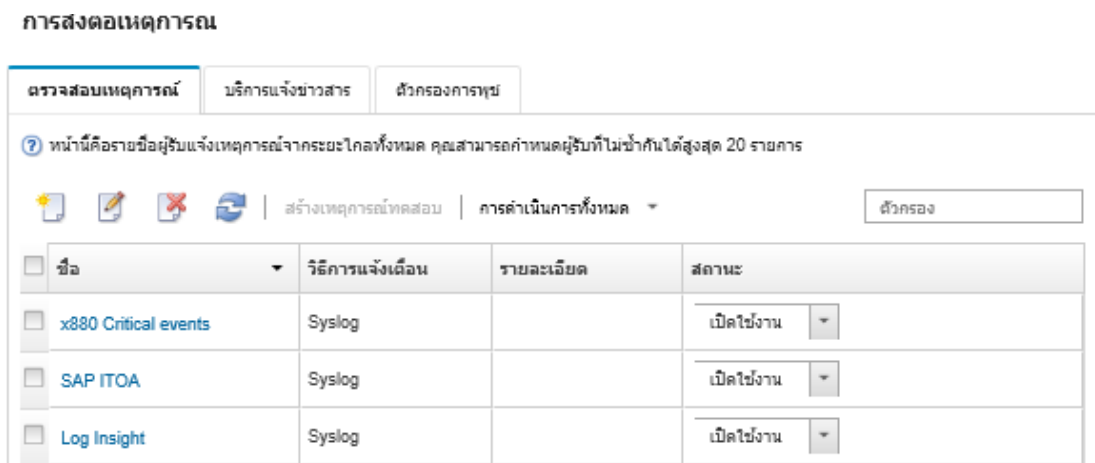 การส่งต่อเหตุการณ์
ตรวจสอบเหตุการณ์ บริการแจ้งข่าวสาร ตัวกรองการพุช
หน้านี้คือรายชื่อผู้รับแจ้งเหตุการณ์จากระยะไกลทั้งหมด คุณสามารถกำหนดผู้รับที่ไม่ซ้ำกันได้สูงสุด 20 รายการ
สร้างเหตุการณ์ทดสอบ การดำเนินการทั้งหมด ตัวกรอง
ชื่อ วิธีการแจ้งเตือน รายละเอียด สถานะ
x880 Critical events Syslog เปิดใช้งาน
SAP ITOA Syslog เปิดใช้งาน
Log Insight Syslog เปิดใช้งาน